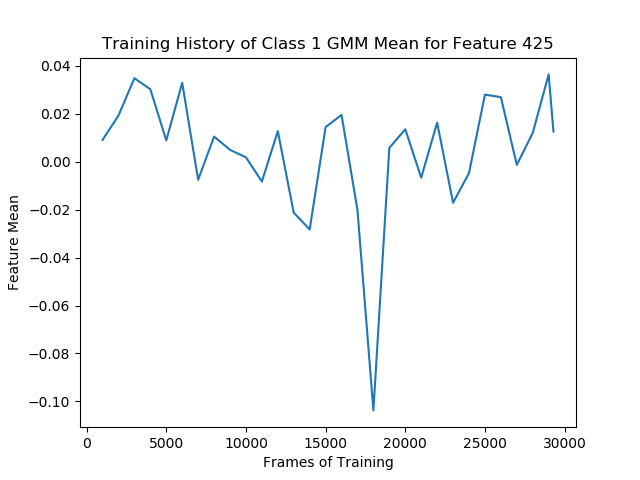 Training History of Class 1 GMM Mean for Feature 425
0.04
0.02
0.00
−0.02
−0.04
−0.06
−0.08
−0.10
Feature Mean
0 5000 10000 15000 20000 25000 30000
Frames of Training